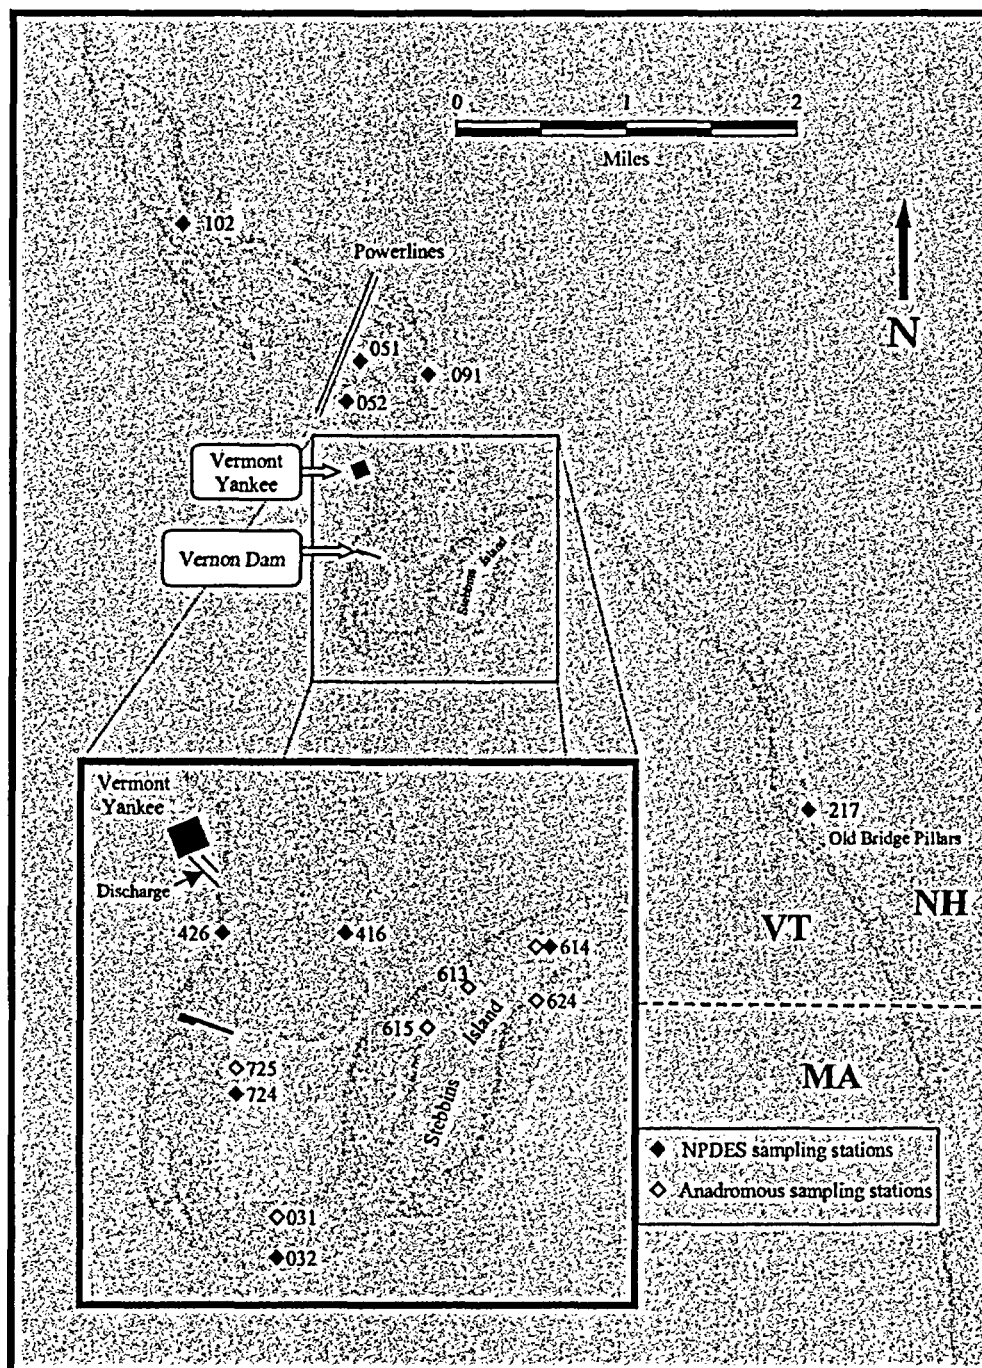 0 1 2
Miles
102
Powerlines
051
091
052
N
Vermont
Yankee
Vernon Dam
Stebbins Island
217
Old Bridge Pillars
NH
VT
MA
Vermont
Yankee
Discharge
426
416
614
613
624
615
Stebbins Island
725
724
031
032
NPDES sampling stations
Anadromous sampling stations